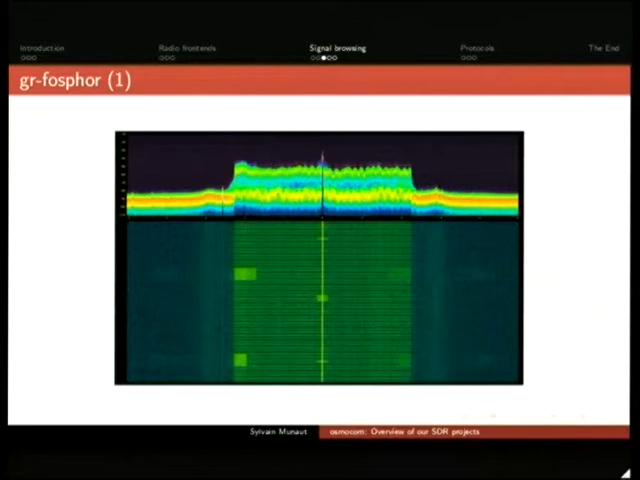 Introduction
Radio frontends
Signal browsing
Protocols
The End
gr-fosphor (1)
Sylvain Munaut
osmocom: Overview of our SDR projects